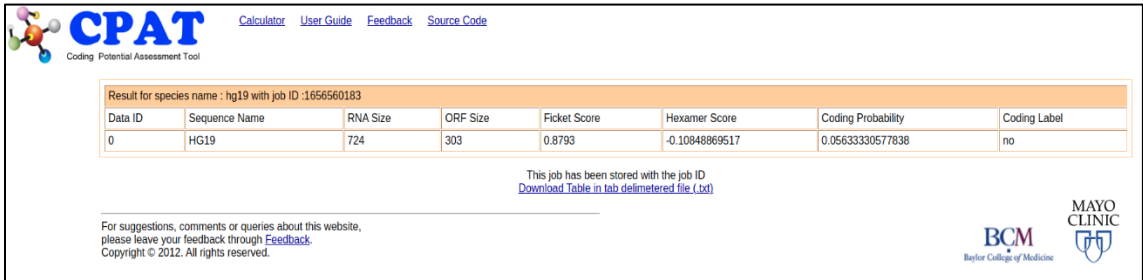 CPAT
Coding Potential Assessment Tool
Calculator User Guide Feedback Source Code
Result for species name : hg19 with job ID :1656560183
Data ID Sequence Name RNA Size ORF Size Ficket Score Hexamer Score Coding Probability Coding Label
0 HG19 724 303 0.8793 -0.10848869517 0.05633330577838 no
This job has been stored with the job ID
Download Table in tab delimetered file (.txt)
For suggestions, comments or queries about this website,
please leave your feedback through Feedback.
Copyright © 2012. All rights reserved.
BCM
Baylor College of Medicine
MAYO
CLINIC